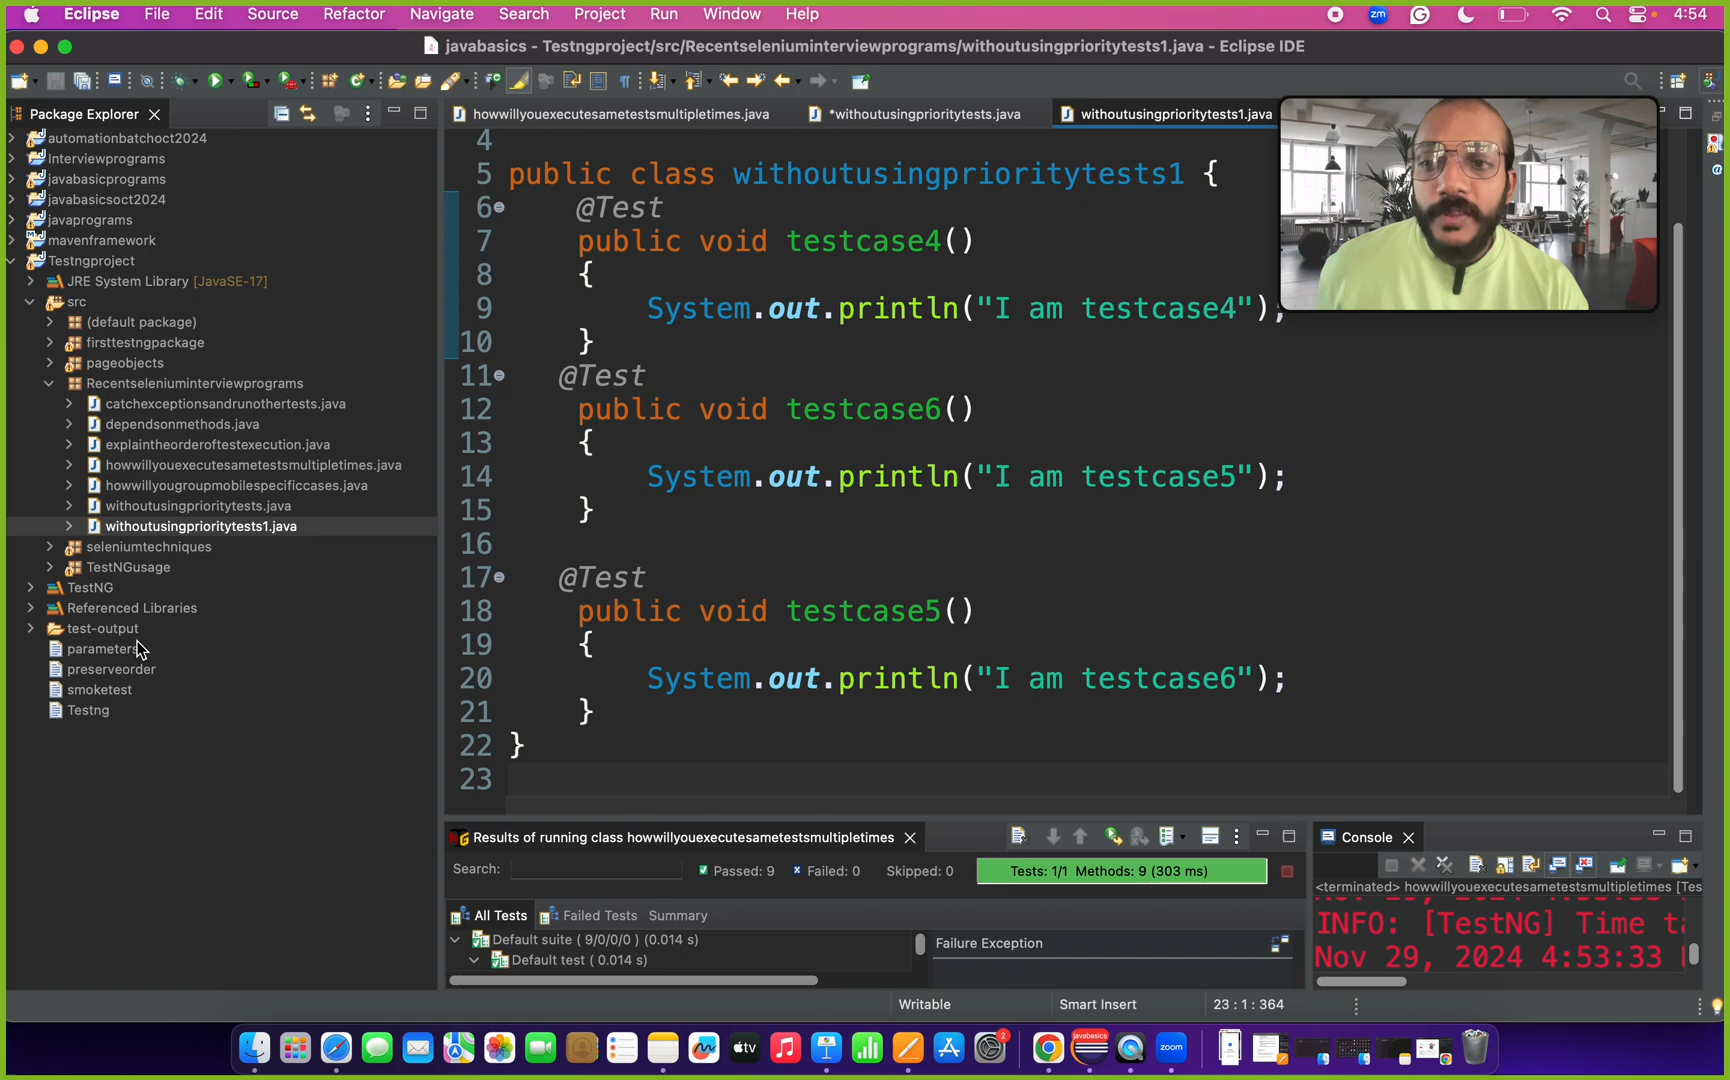 Eclipse File Edit Source Refactor Navigate Search Project Run Window Help zm 4:54
javabasics - Testngproject/src/Recentseleniuminterviewprograms/withoutusingprioritytests1.java - Eclipse IDE
Package Explorer
howwillyouexecutesametestsmultipletimes.java
*withoutusingprioritytests.java
withoutusingprioritytests1.java
automationbatchoct2024
Interviewprograms
javabasicprograms
javabasicsoct2024
javaprograms
mavenframework
Testngproject
JRE System Library [JavaSE-17]
src
(default package)
firsttestngpackage
pageobjects
Recentseleniuminterviewprograms
catchexceptionsandrunothertests.java
dependsonmethods.java
explaintheorderoftestexecution.java
howwillyouexecutesametestsmultipletimes.java
howwillyougroupmobilespecificcases.java
withoutusingprioritytests.java
withoutusingprioritytests1.java
seleniumtechniques
TestNGusage
TestNG
Referenced Libraries
test-output
parameters
preserveorder
smoketest
Testng
4
5 public class withoutusingprioritytests1 {
6 @Test
7 public void testcase4()
8 {
9 System.out.println("I am testcase4");
10 }
11 @Test
12 public void testcase6()
13 {
14 System.out.println("I am testcase5");
15 }
16
17 @Test
18 public void testcase5()
19 {
20 System.out.println("I am testcase6");
21 }
22 }
23
Results of running class howwillyouexecutesametestsmultipletimes
Search: Passed: 9 Failed: 0 Skipped: 0 Tests: 1/1 Methods: 9 (303 ms)
All Tests Failed Tests Summary
Default suite ( 9/0/0/0 ) (0.014 s)
Default test ( 0.014 s)
Failure Exception
Console
<terminated> howwillyouexecutesametestsmultipletimes [Tes
INFO: [TestNG] Time ta
Nov 29, 2024 4:53:33
Writable Smart Insert 23 : 1 : 364
tv javabasics 2 zoom